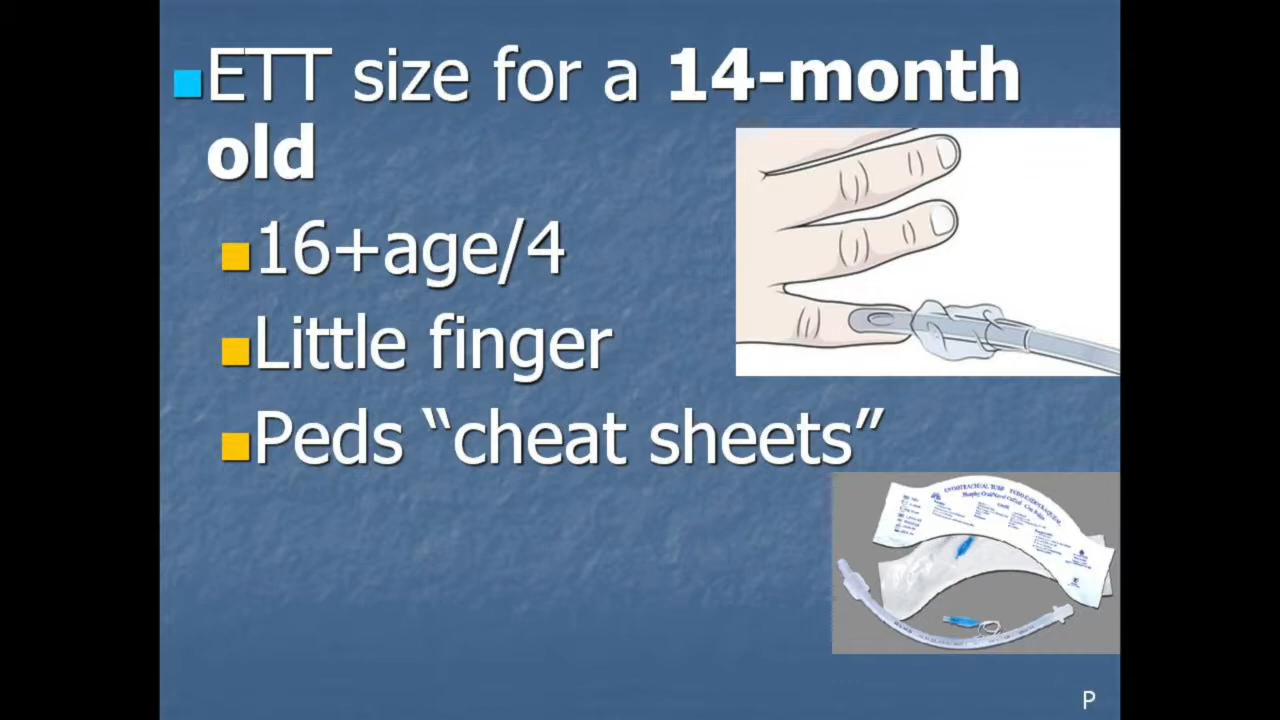 ETT size for a 14-month
old
16+age/4
Little finger
Peds “cheat sheets”
P